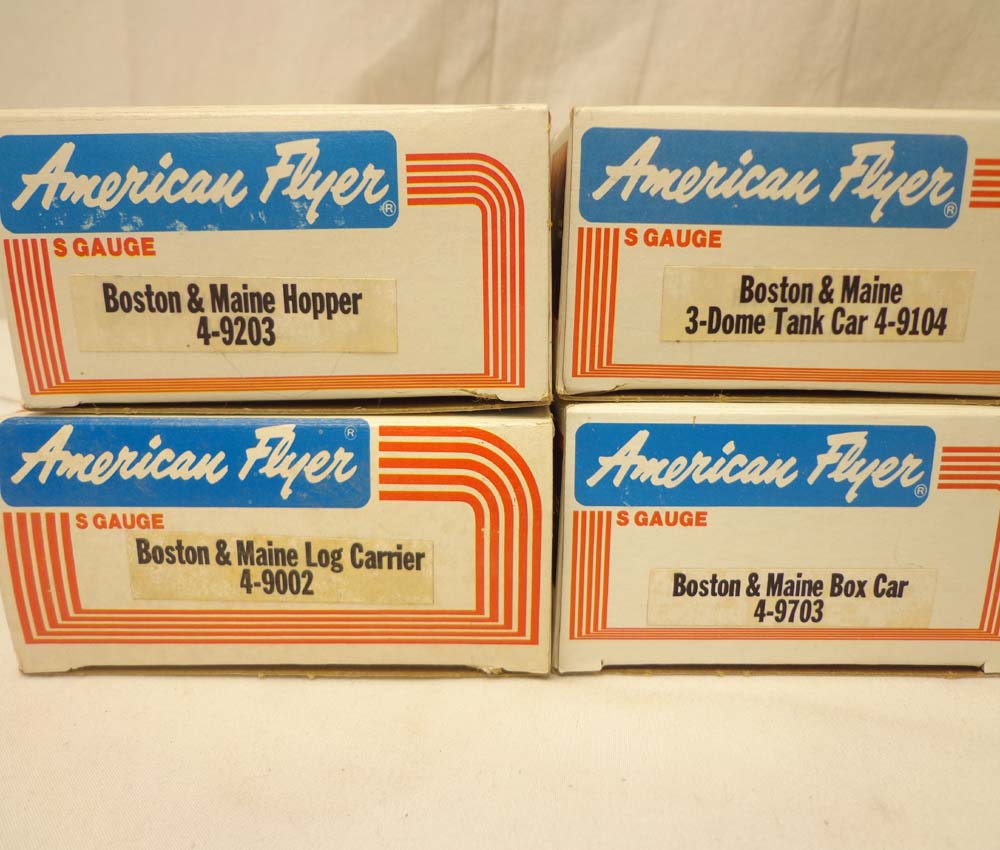 American Flyer®
S GAUGE
Boston & Maine Hopper
4-9203
American Flyer®
S GAUGE
Boston & Maine
3-Dome Tank Car 4-9104
American Flyer®
S GAUGE
Boston & Maine Log Carrier
4-9002
American Flyer®
S GAUGE
Boston & Maine Box Car
4-9703